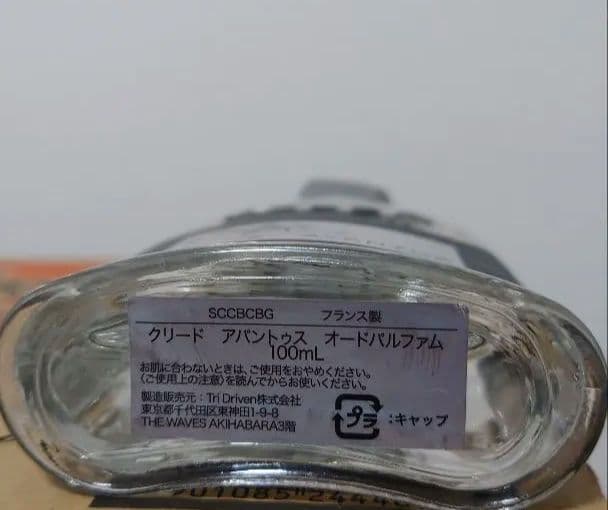 SCCBCBG フランス製
クリード アバントゥス オードパルファム
100mL
お肌に合わないときは、ご使用をおやめください。
〈ご使用上の注意〉を読んでからお使いください。
製造販売元：Tri Driven株式会社
東京都千代田区東神田1-9-8
THE WAVES AKIHABARA3階
プラ :キャップ